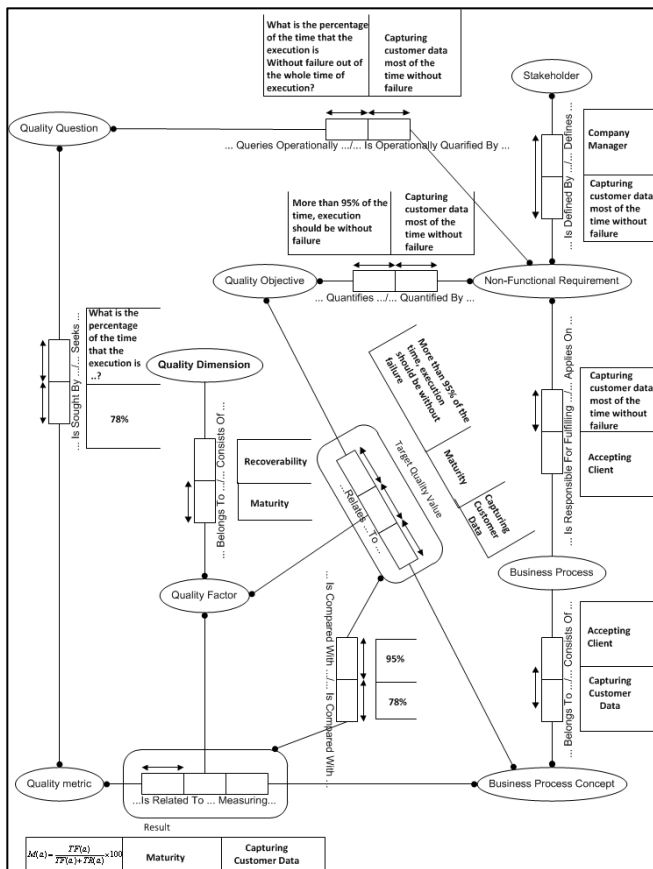 What is the percentage
of the time that the
execution is
Without failure out of
the whole time of
execution?
Capturing
customer data
most of the
time without
failure
Stakeholder
Quality Question
... Queries Operationally .../... Is Operationally Quarified By ...
... Is Defined By .../... Defines ...
Company
Manager
Capturing
customer data
most of the
time without
failure
More than 95% of the
time, execution
should be without
failure
Capturing
customer data
most of the
time without
failure
Quality Objective
... Quantifies .../... Quantified By ...
Non-Functional Requirement
... Is Sought By .../... Seeks ...
What is the
percentage
of the time
that the
execution is
..?
78%
Quality Dimension
... Belongs To .../... Consists Of ...
Recoverability
Maturity
...Relates ...To ...
Target Quality Value
More than 95% of the
time, execution
should be without
failure
Maturity
Capturing
Customer
Data
... Is Responsible For Fulfilling .../... Applies On ...
Capturing
customer data
most of the
time without
failure
Accepting
Client
Quality Factor
Business Process
... Is Compared With .../... Is Compared With ...
95%
78%
... Belongs To .../... Consists Of ...
Accepting
Client
Capturing
Customer
Data
Quality metric
...Is Related To ... Measuring...
Business Process Concept
Result
M(a)=TF(a)/(TF(a)+TR(a))×100
Maturity
Capturing
Customer Data